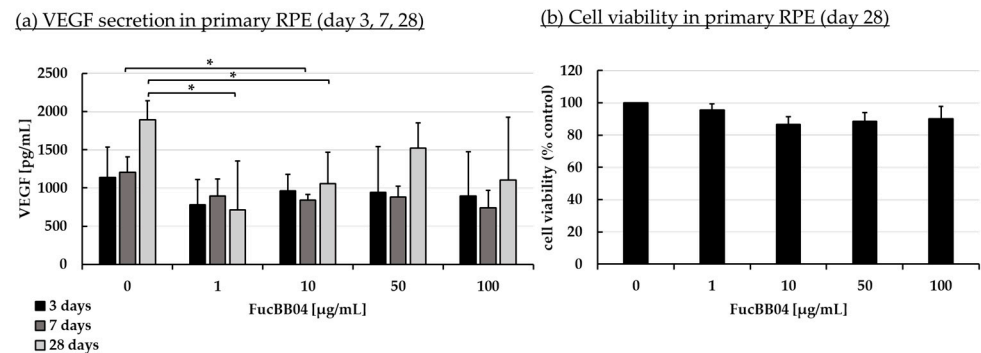 (a) VEGF secretion in primary RPE (day 3, 7, 28)
*
*
*
2500
2000
1500
1000
500
0
VEGF [pg/mL]
0 1 10 50 100
FucBB04 [µg/mL]
3 days
7 days
28 days
(b) Cell viability in primary RPE (day 28)
120
100
80
60
40
20
0
cell viability (% control)
0 1 10 50 100
FucBB04 [µg/mL]